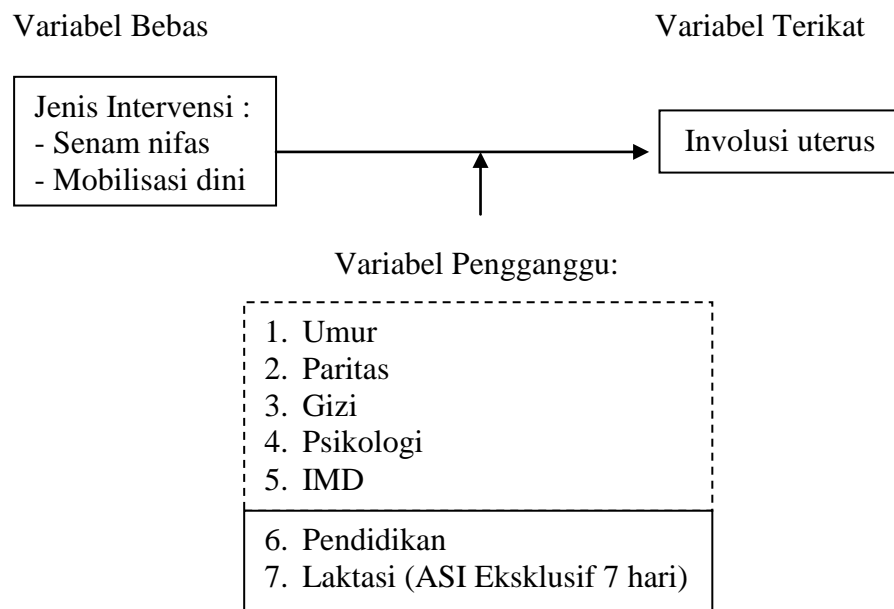 Variabel Bebas
Variabel Terikat
Jenis Intervensi :
- Senam nifas
- Mobilisasi dini
Involusi uterus
Variabel Pengganggu:
1. Umur
2. Paritas
3. Gizi
4. Psikologi
5. IMD
6. Pendidikan
7. Laktasi (ASI Eksklusif 7 hari)